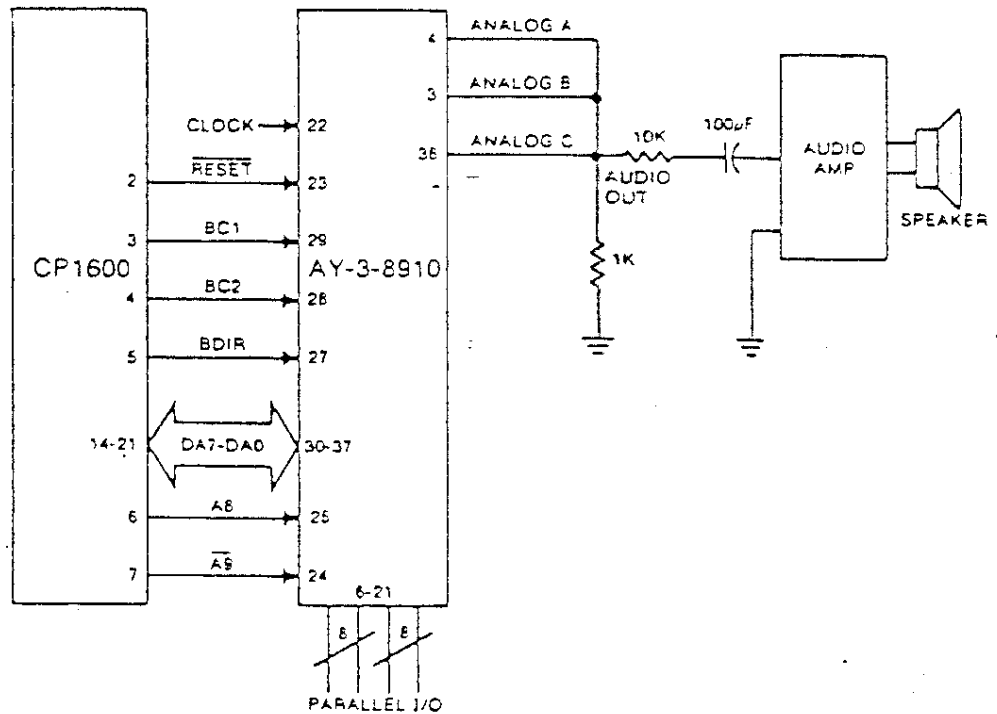 4 ANALOG A
3 ANALOG B
CLOCK 22
38 ANALOG C
10K
100µF
AUDIO AMP
AUDIO OUT
SPEAKER
2 RESET 23
3 BC1 29
CP1600
AY-3-8910
1K
4 BC2 28
5 BDIR 27
14-21 DA7-DA0 30-37
6 A8 25
7 A9 24
6-21
8 8
PARALLEL I/O